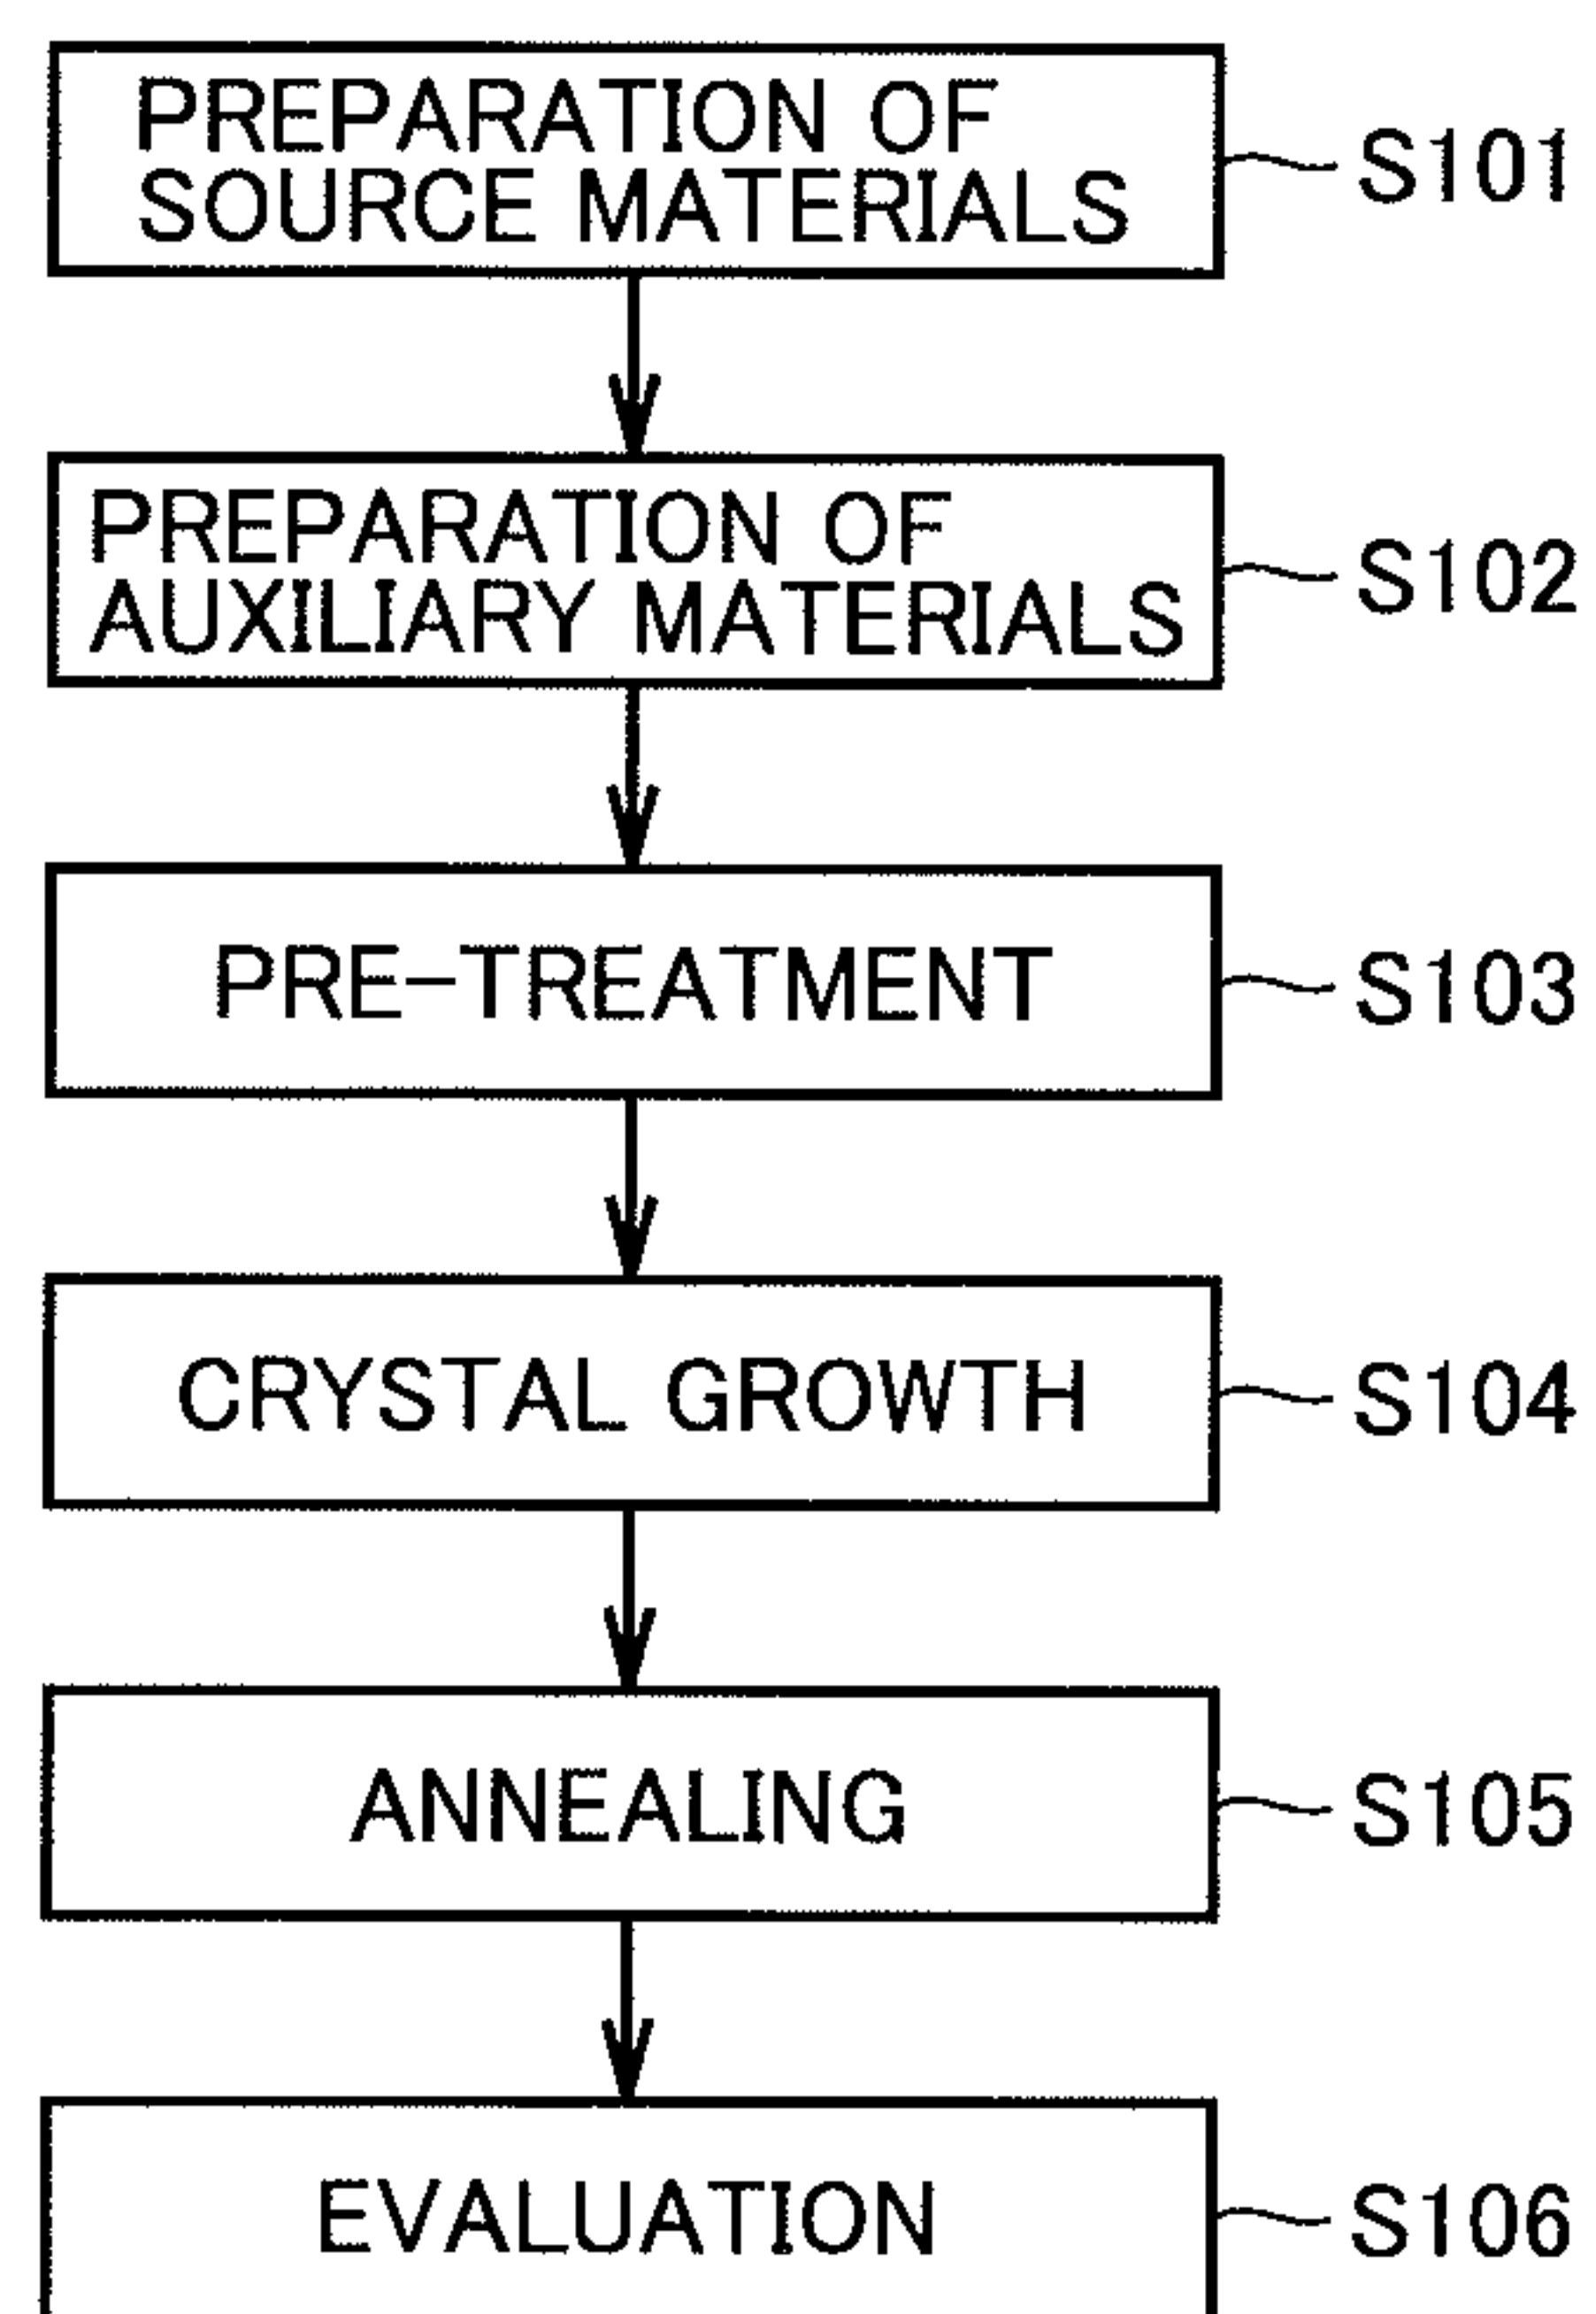 PREPARATION OF
SOURCE MATERIALS
S101
PREPARATION OF
AUXILIARY MATERIALS
S102
PRE-TREATMENT
S103
CRYSTAL GROWTH
S104
ANNEALING
S105
EVALUATION
S106